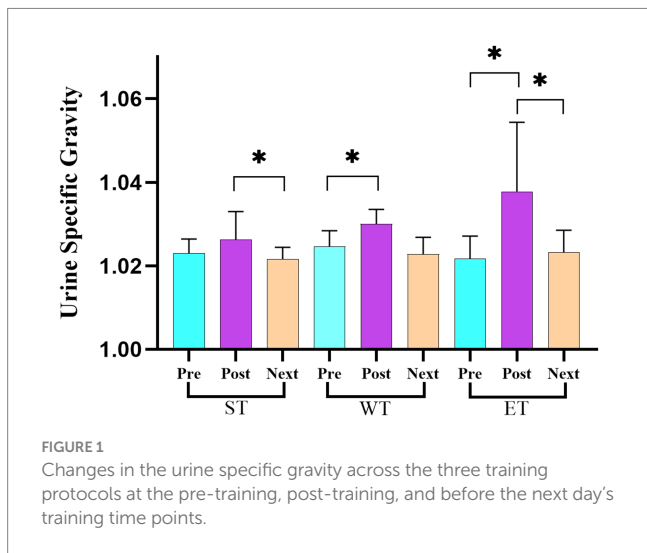 Urine Specific Gravity
1.06
1.04
1.02
1.00
* *
* *
Pre Post Next Pre Post Next Pre Post Next
ST WT ET
FIGURE 1
Changes in the urine specific gravity across the three training
protocols at the pre-training, post-training, and before the next day’s
training time points.